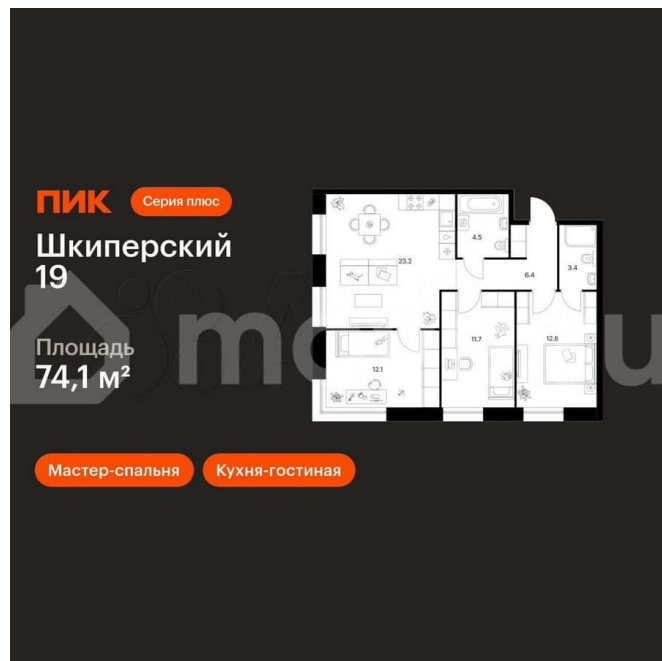 ПИК
Серия плюс
Шкиперский
19
Площадь
74,1 м²
Мастер-спальня
Кухня-гостиная
4.5
23.2
6.4
3.4
11.7
12.8
12.1